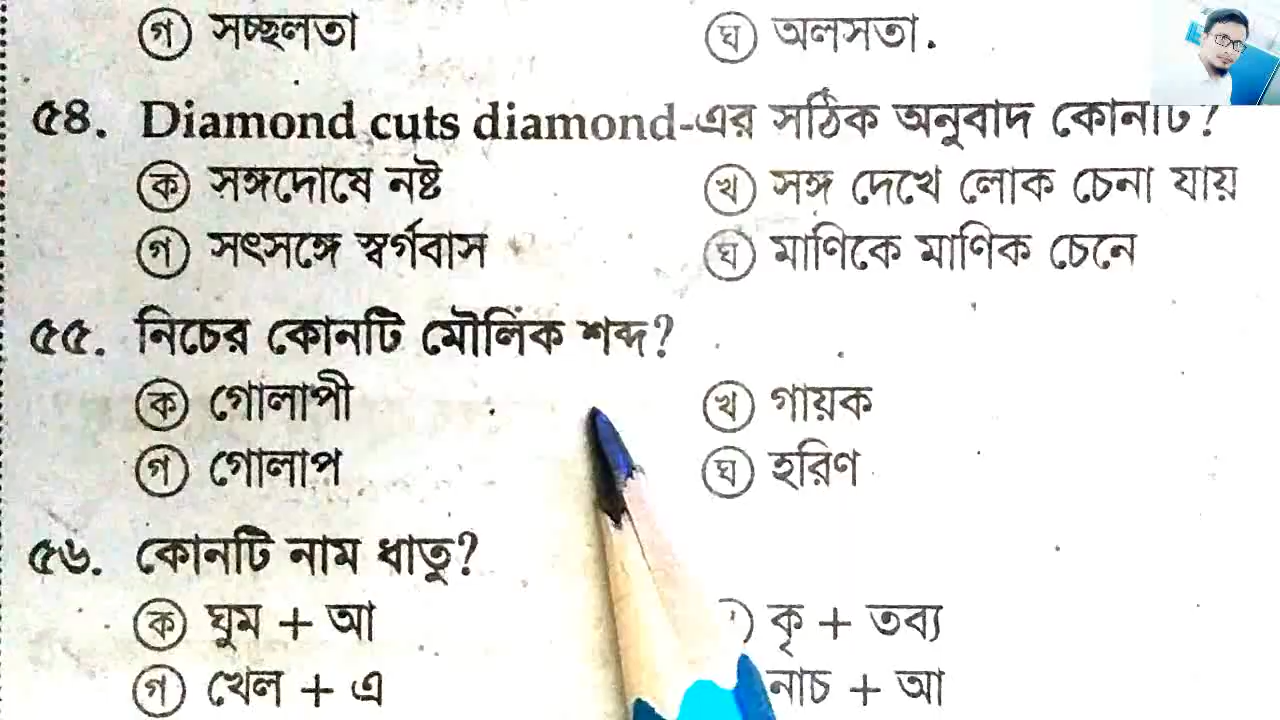 গ সচ্ছলতা ঘ অলসতা.
৫৪. Diamond cuts diamond-এর সঠিক অনুবাদ কোনটি?
ক সঙ্গদোষে নষ্ট খ সঙ্গ দেখে লোক চেনা যায়
গ সৎসঙ্গে স্বর্গবাস ঘ মাণিকে মাণিক চেনে
৫৫. নিচের কোনটি মৌলিক শব্দ?
ক গোলাপী খ গায়ক
গ গোলাপ ঘ হরিণ
৫৬. কোনটি নাম ধাতু?
ক ঘুম + আ কৃ + তব্য
গ খেল + এ নাচ + আ